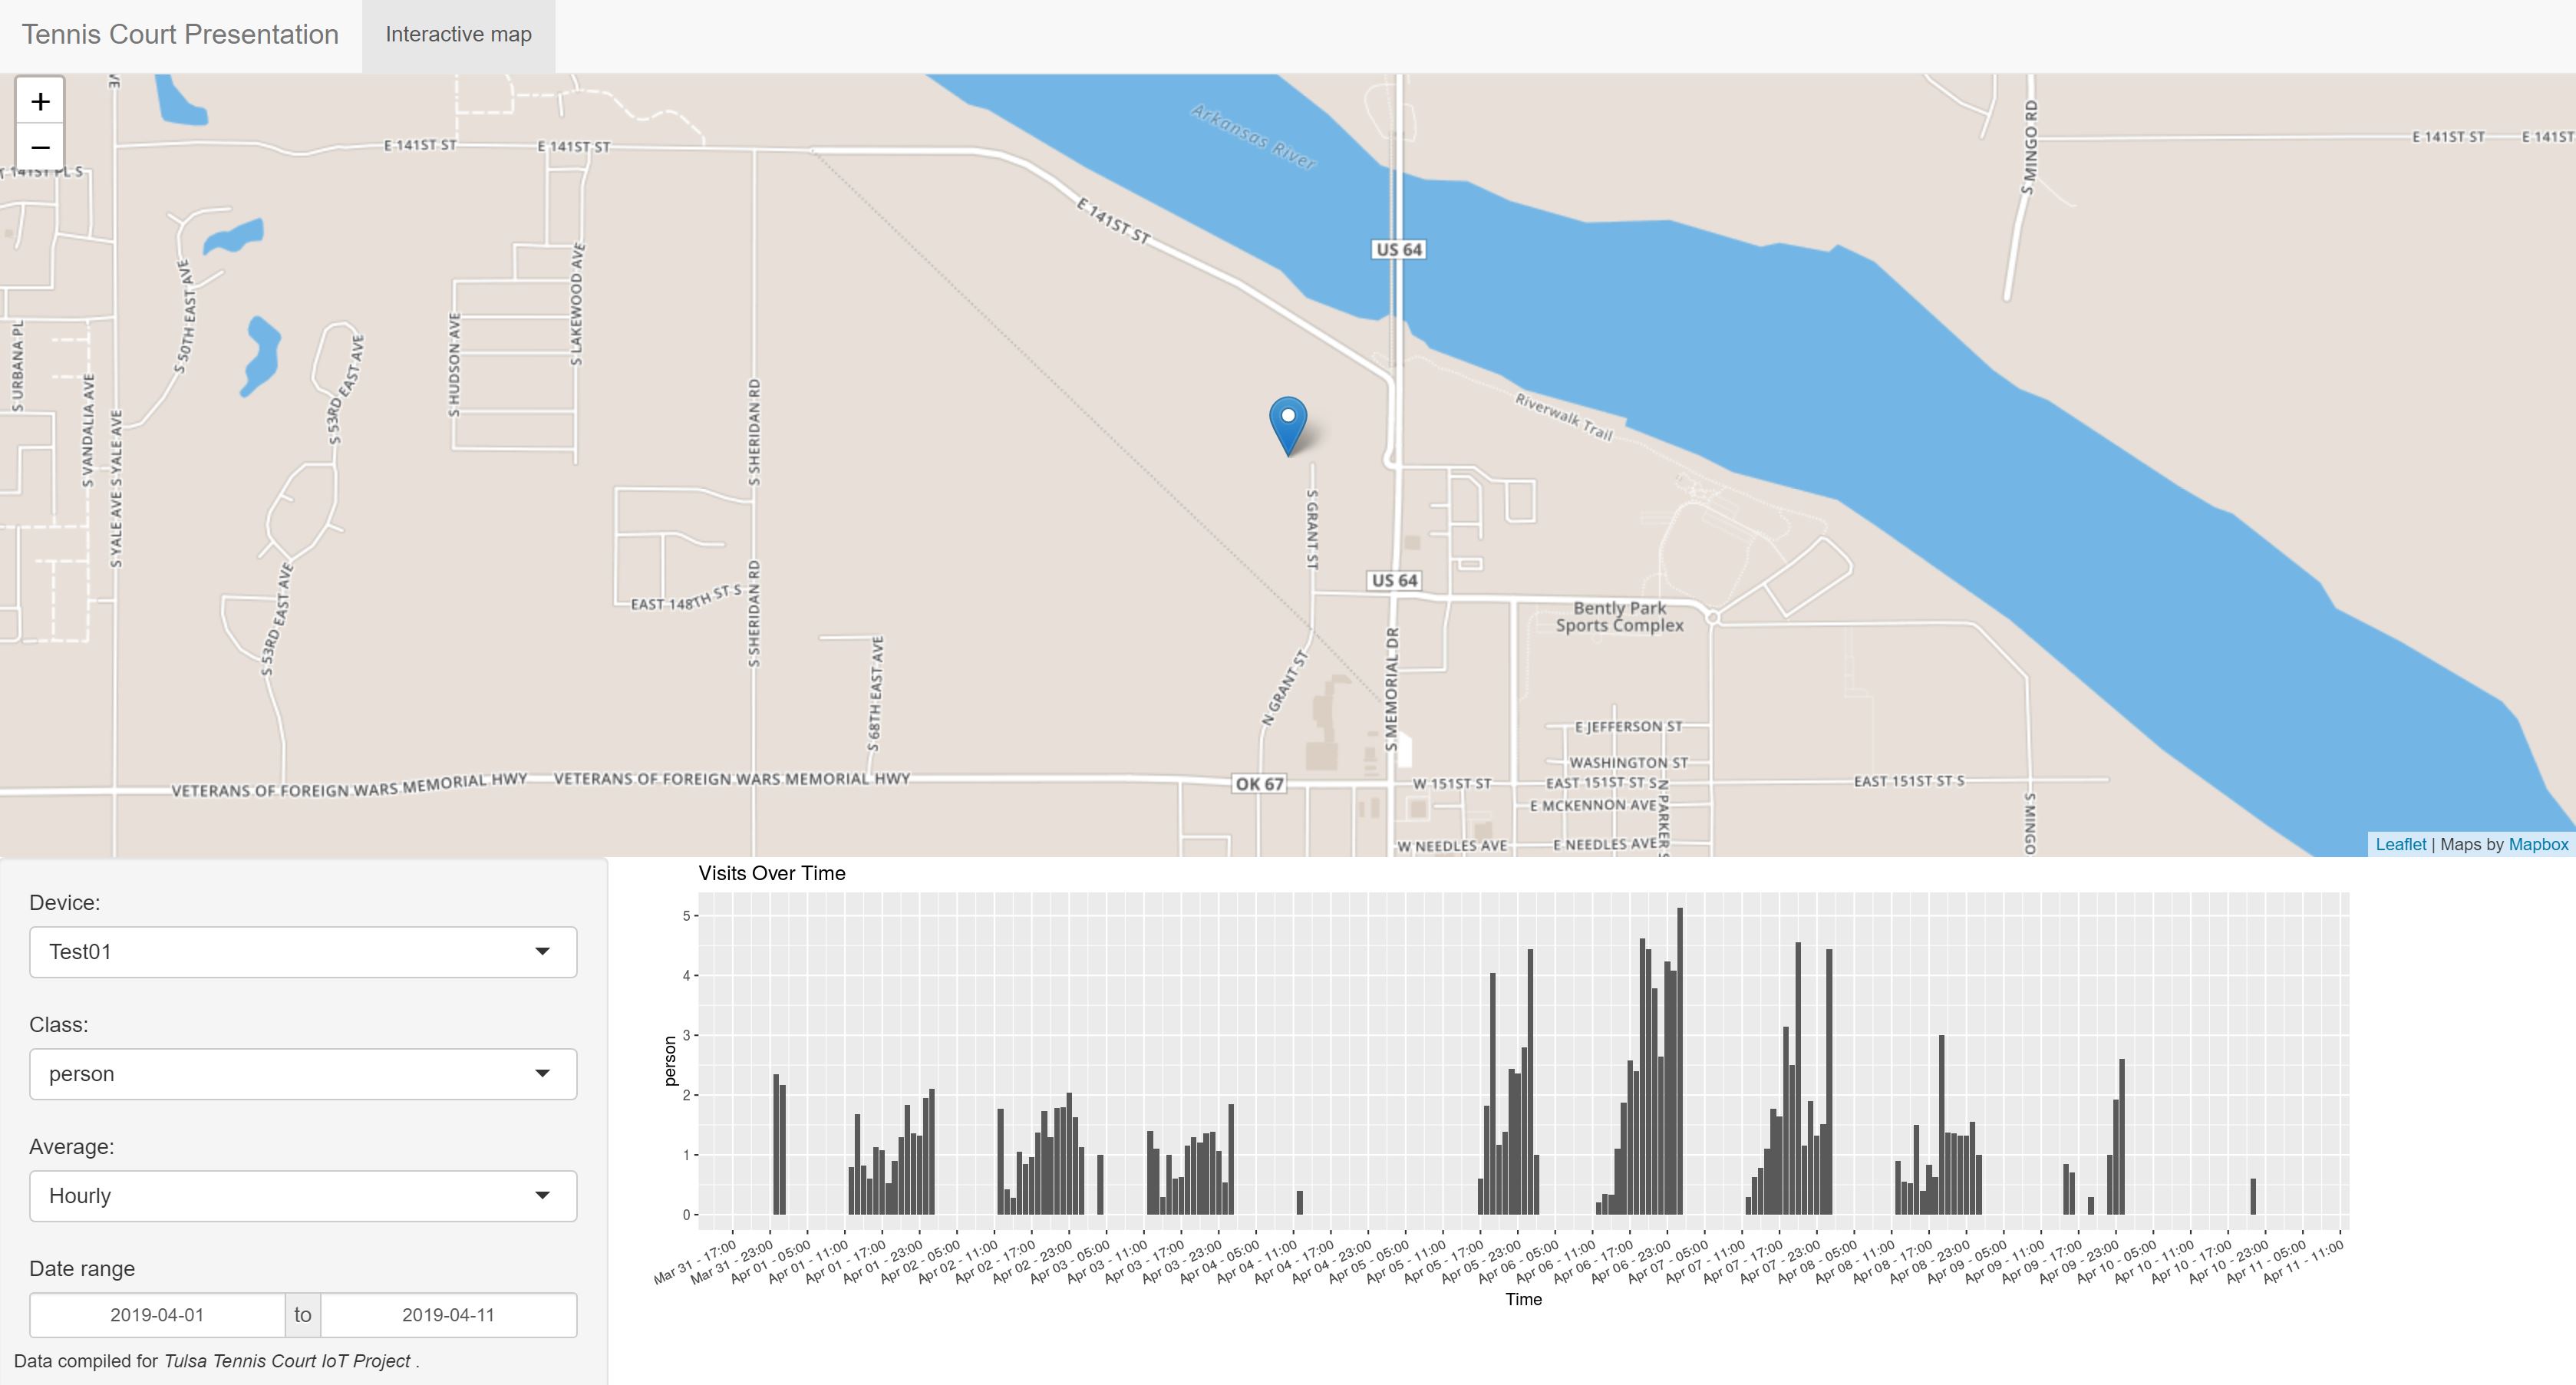 Tennis Court Presentation
Interactive map
+
−
Arkansas River
E 141ST ST
E 141ST ST
E 141ST ST
E 141ST ST
E 141ST
141ST PL S
S MINGO RD
US 64
S 50TH EAST AVE
S LAKEWOOD AVE
S HUDSON AVE
S URBANA PL
S VANDALIA AVE
S YALE AVE
S YALE AVE
S 53RD EAST AVE
S SHERIDAN RD
Riverwalk Trail
S GRANT ST
US 64
EAST 148TH ST S
S SHERIDAN RD
S 53RD EAST AVE
Bently Park
Sports Complex
S 68TH EAST AVE
N GRANT ST
S MEMORIAL DR
E JEFFERSON ST
WASHINGTON ST
VETERANS OF FOREIGN WARS MEMORIAL HWY
VETERANS OF FOREIGN WARS MEMORIAL HWY
OK 67
W 151ST ST
EAST 151ST ST S
EAST 151ST ST S
E MCKENNON AVE
N PARKER S
S MINGO
W NEEDLES AVE
E NEEDLES AVE
Leaflet | Maps by Mapbox
Device:
Test01
Class:
person
Average:
Hourly
Date range
2019-04-01 to 2019-04-11
Data compiled for Tulsa Tennis Court IoT Project .
Visits Over Time
person
5
4
3
2
1
0
Mar 31 - 17:00
Mar 31 - 23:00
Apr 01 - 05:00
Apr 01 - 11:00
Apr 01 - 17:00
Apr 01 - 23:00
Apr 02 - 05:00
Apr 02 - 11:00
Apr 02 - 17:00
Apr 02 - 23:00
Apr 03 - 05:00
Apr 03 - 11:00
Apr 03 - 17:00
Apr 03 - 23:00
Apr 04 - 05:00
Apr 04 - 11:00
Apr 04 - 17:00
Apr 04 - 23:00
Apr 05 - 05:00
Apr 05 - 11:00
Apr 05 - 17:00
Apr 05 - 23:00
Apr 06 - 05:00
Apr 06 - 11:00
Apr 06 - 17:00
Apr 06 - 23:00
Apr 07 - 05:00
Apr 07 - 11:00
Apr 07 - 17:00
Apr 07 - 23:00
Apr 08 - 05:00
Apr 08 - 11:00
Apr 08 - 17:00
Apr 08 - 23:00
Apr 09 - 05:00
Apr 09 - 11:00
Apr 09 - 17:00
Apr 09 - 23:00
Apr 10 - 05:00
Apr 10 - 11:00
Apr 10 - 17:00
Apr 10 - 23:00
Apr 11 - 05:00
Apr 11 - 11:00
Time